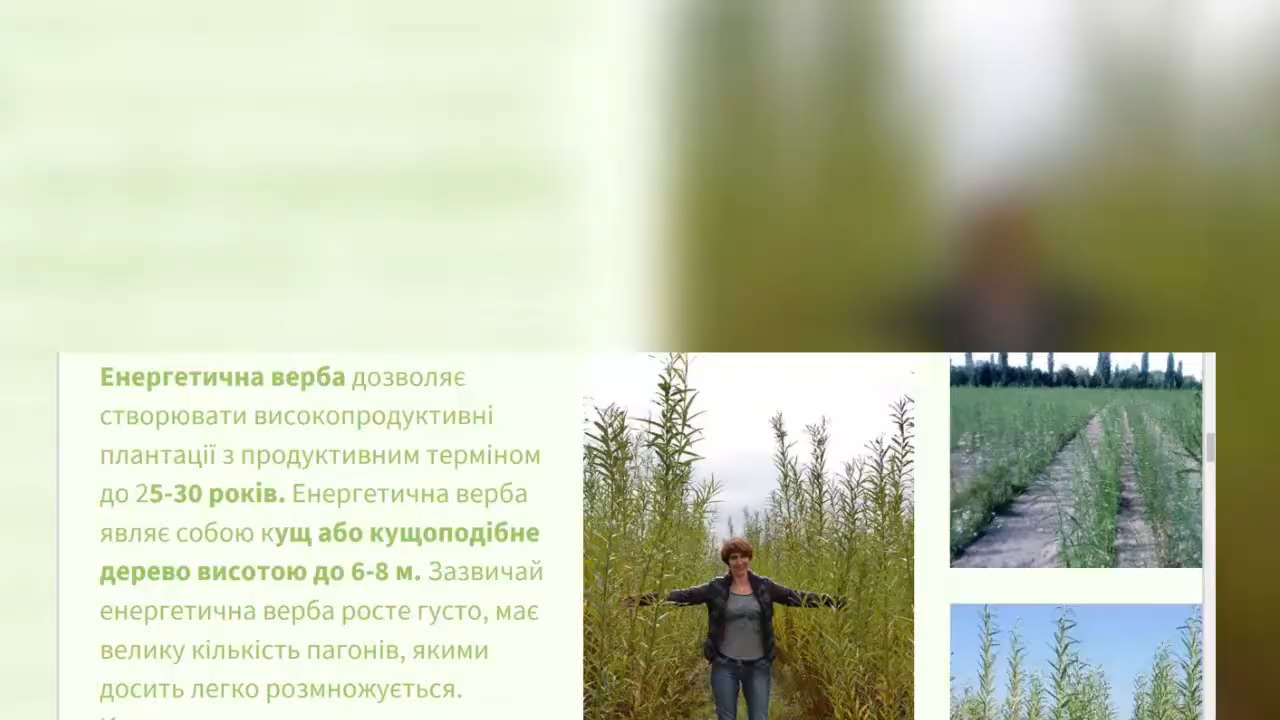 Енергетична верба дозволяє
створювати високопродуктивні
плантації з продуктивним терміном
до 25-30 років. Енергетична верба
являє собою кущ або кущоподібне
дерево висотою до 6-8 м. Зазвичай
енергетична верба росте густо, має
велику кількість пагонів, якими
досить легко розмножується.